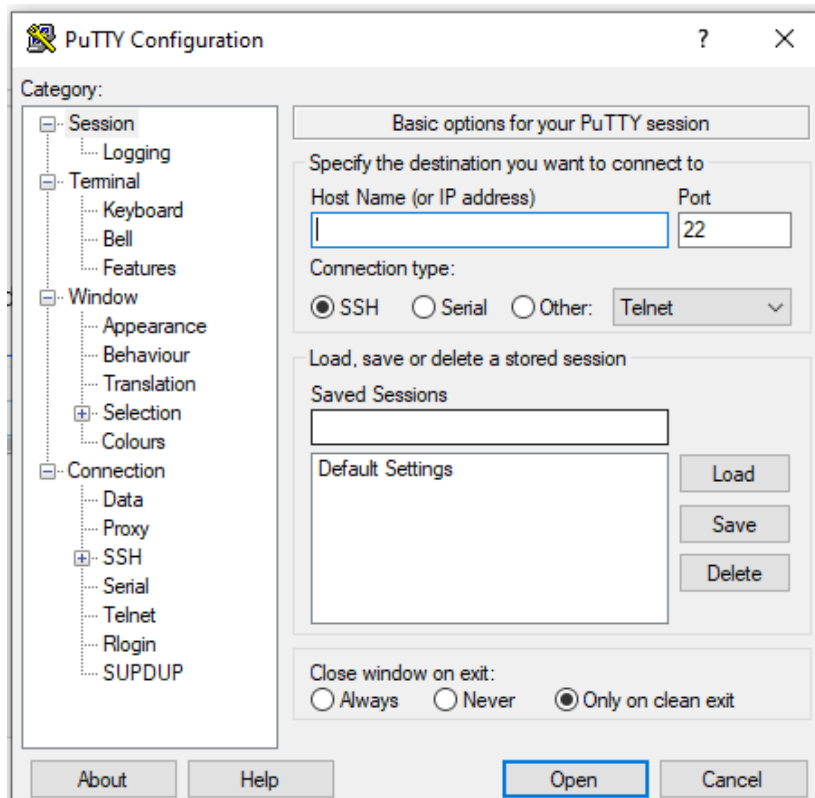 PuTTY Configuration
?
Category:
Session
Logging
Terminal
Keyboard
Bell
Features
Window
Appearance
Behaviour
Translation
Selection
Colours
Connection
Data
Proxy
SSH
Serial
Telnet
Rlogin
SUPDUP
Basic options for your PuTTY session
Specify the destination you want to connect to
Host Name (or IP address) Port
22
Connection type:
SSH Serial Other: Telnet
Load, save or delete a stored session
Saved Sessions
Default Settings
Load
Save
Delete
Close window on exit:
Always Never Only on clean exit
About Help Open Cancel